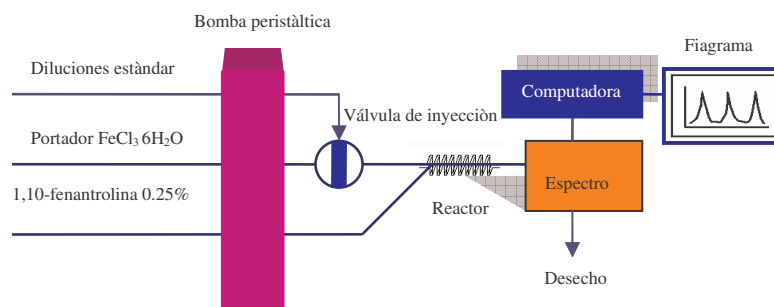 Bomba peristàltica
Fiagrama
Diluciones estàndar
Computadora
Válvula de inyecciòn
Portador FeCl₃ 6H₂O
1,10-fenantrolina 0.25%
Espectro
Reactor
Desecho